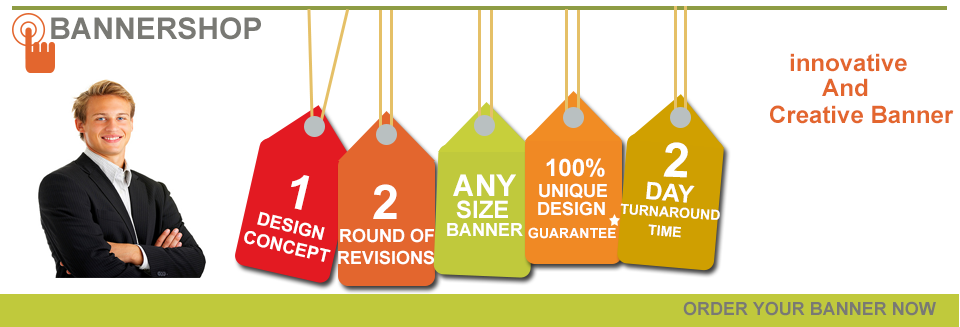 BANNERSHOP
innovative
And
Creative Banner
1
DESIGN
CONCEPT
2
ROUND OF
REVISIONS
ANY
SIZE
BANNER
100%
UNIQUE
DESIGN
GUARANTEE
2
DAY
TURNAROUND
TIME
ORDER YOUR BANNER NOW